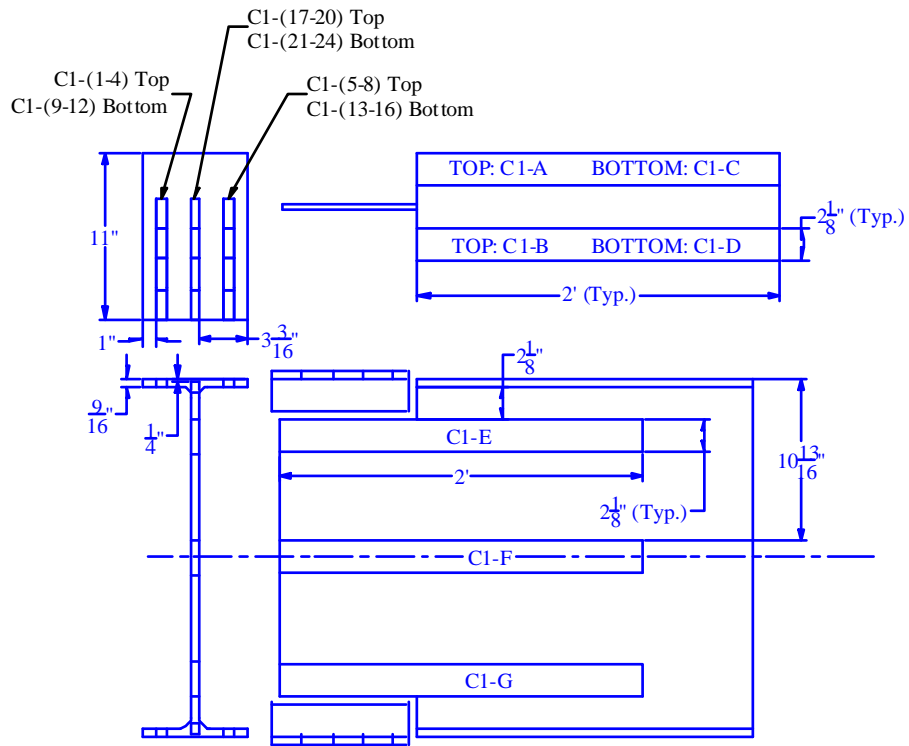 C1-(17-20) Top
C1-(21-24) Bottom
C1-(1-4) Top
C1-(9-12) Bottom
C1-(5-8) Top
C1-(13-16) Bottom
TOP: C1-A BOTTOM: C1-C
11"
2 1/8" (Typ.)
TOP: C1-B BOTTOM: C1-D
2' (Typ.)
1"
3 3/16"
2 1/8"
9/16"
1/4"
C1-E
10 13/16"
2'
2 1/8" (Typ.)
C1-F
C1-G